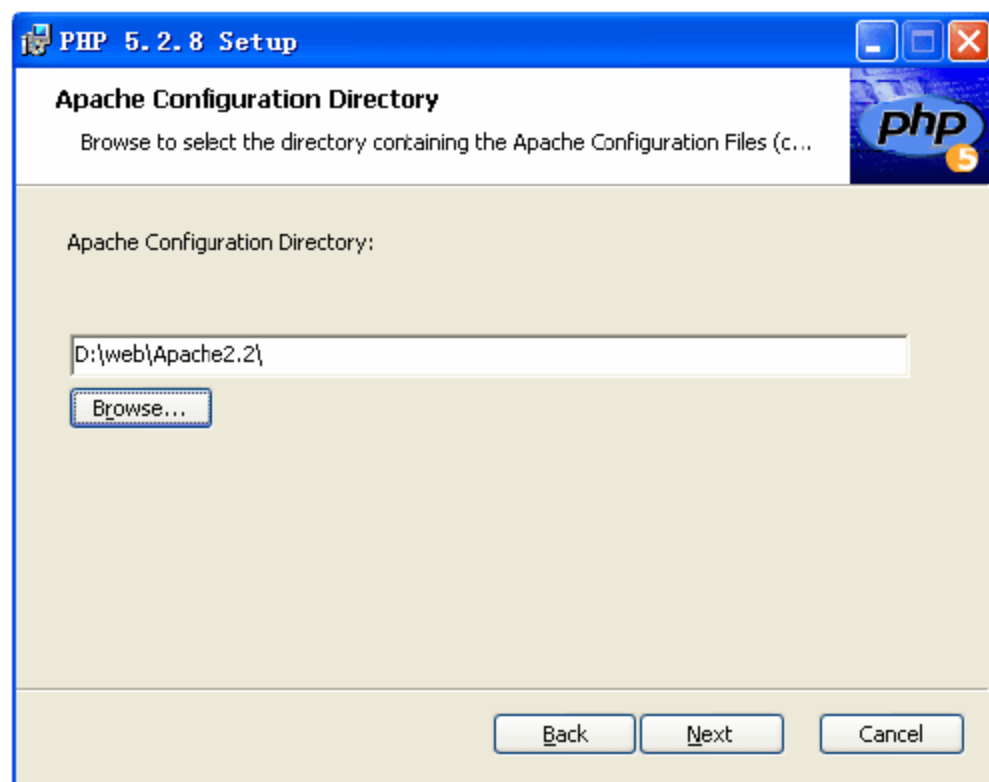 PHP 5.2.8 Setup
Apache Configuration Directory
Browse to select the directory containing the Apache Configuration Files (c...
php
5
Apache Configuration Directory:
D:\web\Apache2.2\
Browse...
Back
Next
Cancel